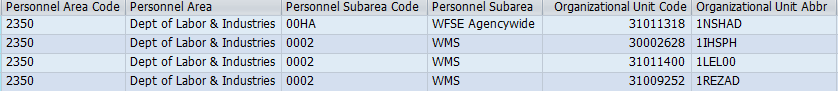 Personnel Area Code Personnel Area Personnel Subarea Code Personnel Subarea Organizational Unit Code Organizational Unit Abbr
2350 Dept of Labor & Industries 00HA WFSE Agencywide 31011318 1NSHAD
2350 Dept of Labor & Industries 0002 WMS 30002628 1IHSPH
2350 Dept of Labor & Industries 0002 WMS 31011400 1LEL00
2350 Dept of Labor & Industries 0002 WMS 31009252 1REZAD